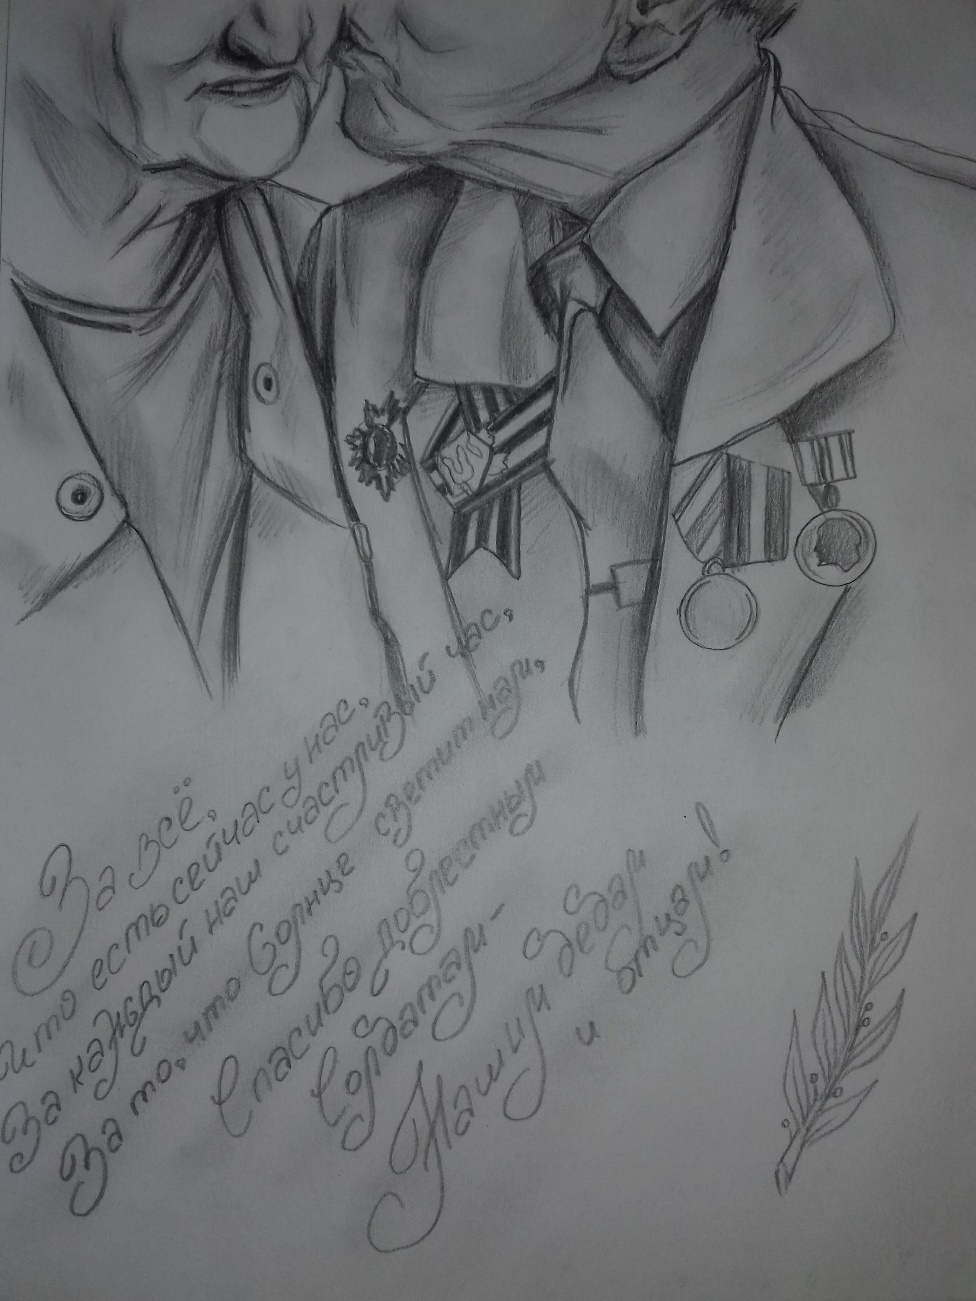 За всё,
что есть сейчас у нас,
За каждый наш счастливый час,
За то, что Солнце светит нам,
Спасибо доблестным
Солдатам -
Нашим дедам
и отцам!